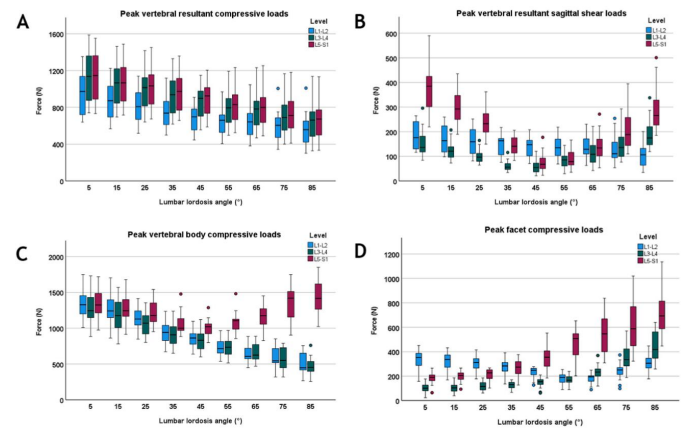 A
Peak vertebral resultant compressive loads
Level
L1-L2
L3-L4
L5-S1
Force (N)
1600
1200
800
400
0
5 15 25 35 45 55 65 75 85
Lumbar lordosis angle (°)
B
Peak vertebral resultant sagittal shear loads
Level
L1-L2
L3-L4
L5-S1
Force (N)
600
500
400
300
200
100
0
5 15 25 35 45 55 65 75 85
Lumbar lordosis angle (°)
C
Peak vertebral body compressive loads
Level
L1-L2
L3-L4
L5-S1
Force (N)
2000
1500
1000
500
0
5 15 25 35 45 55 65 75 85
Lumbar lordosis angle (°)
D
Peak facet compressive loads
Level
L1-L2
L3-L4
L5-S1
Force (N)
1200
1000
800
600
400
200
0
5 15 25 35 45 55 65 75 85
Lumbar lordosis angle (°)